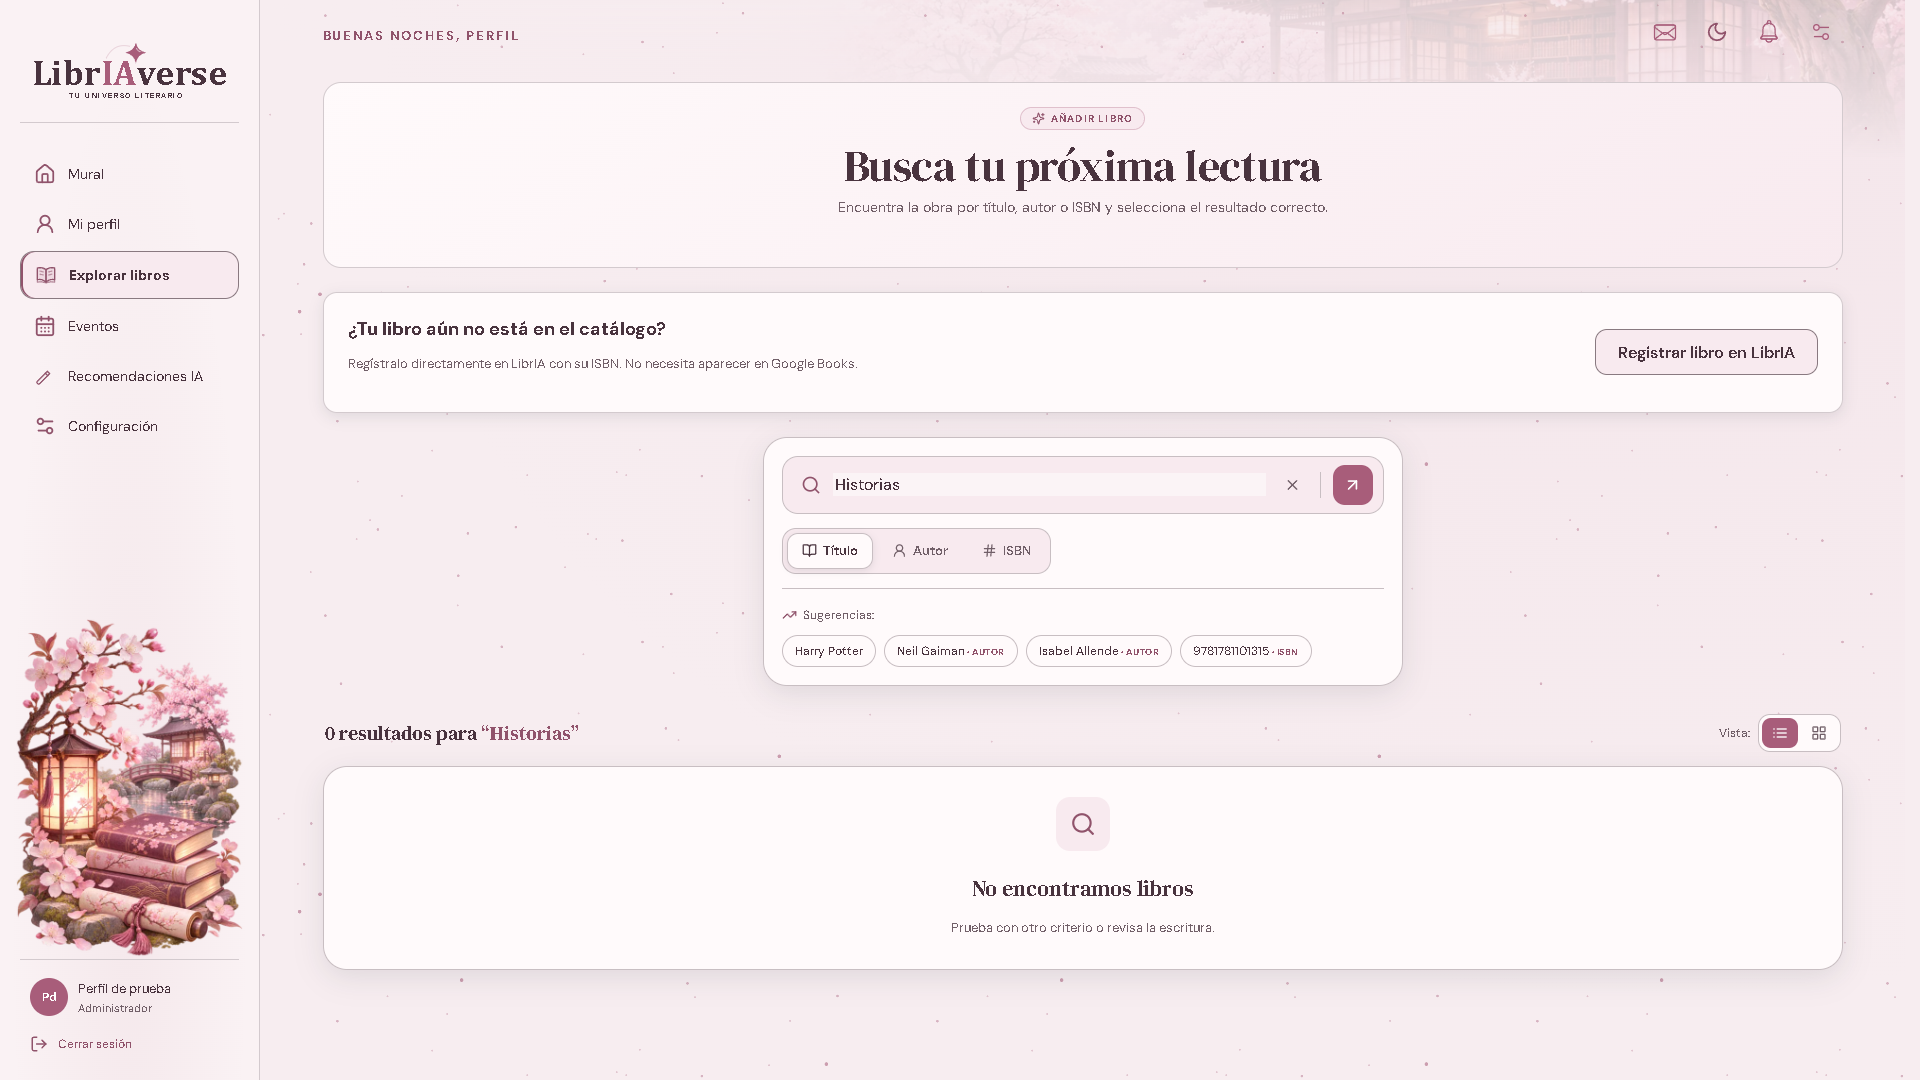 LibrIAverse
TU UNIVERSO LITERARIO
Mural
Mi perfil
Explorar libros
Eventos
Recomendaciones IA
Configuración
Pd
Perfil de prueba
Administrador
Cerrar sesión
BUENAS NOCHES, PERFIL
AÑADIR LIBRO
Busca tu próxima lectura
Encuentra la obra por título, autor o ISBN y selecciona el resultado correcto.
¿Tu libro aún no está en el catálogo?
Regístralo directamente en LibrIA con su ISBN. No necesita aparecer en Google Books.
Registrar libro en LibrIA
Historias
Título Autor ISBN
Sugerencias:
Harry Potter Neil Gaiman · AUTOR Isabel Allende · AUTOR 9781781101315 · ISBN
0 resultados para “Historias”
Vista:
No encontramos libros
Prueba con otro criterio o revisa la escritura.